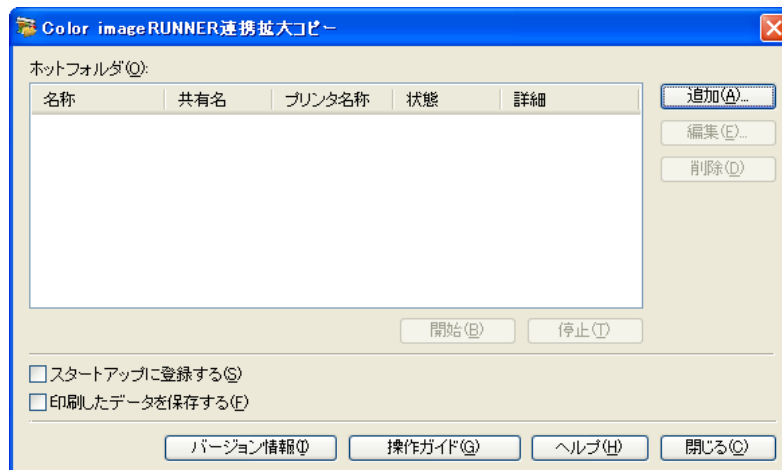 Color imageRUNNER連携拡大コピー
ホットフォルダ(O):
名称 共有名 プリンタ名称 状態 詳細
追加(A)...
編集(E)...
削除(D)
開始(B) 停止(T)
スタートアップに登録する(S)
印刷したデータを保存する(F)
バージョン情報(I) 操作ガイド(G) ヘルプ(H) 閉じる(C)